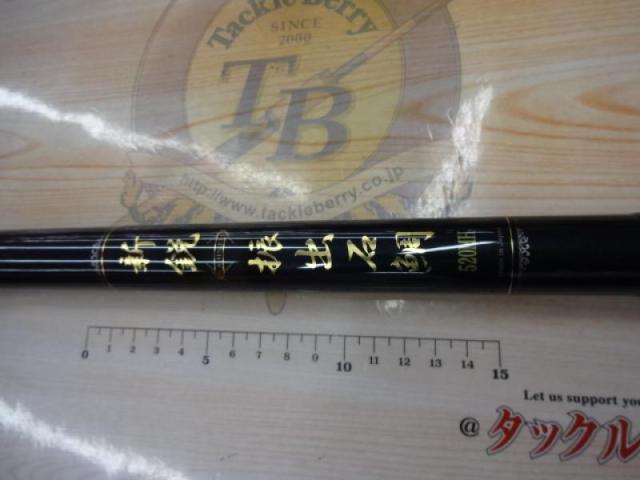 Tackle Berry
SINCE
2000
TB
http://www.tackleberry.co.jp
新鋭 振出石鯛
0 1 2 3 4 5 6 7 8 9 10 11 12 13 14 15
Let us support you
@タックル